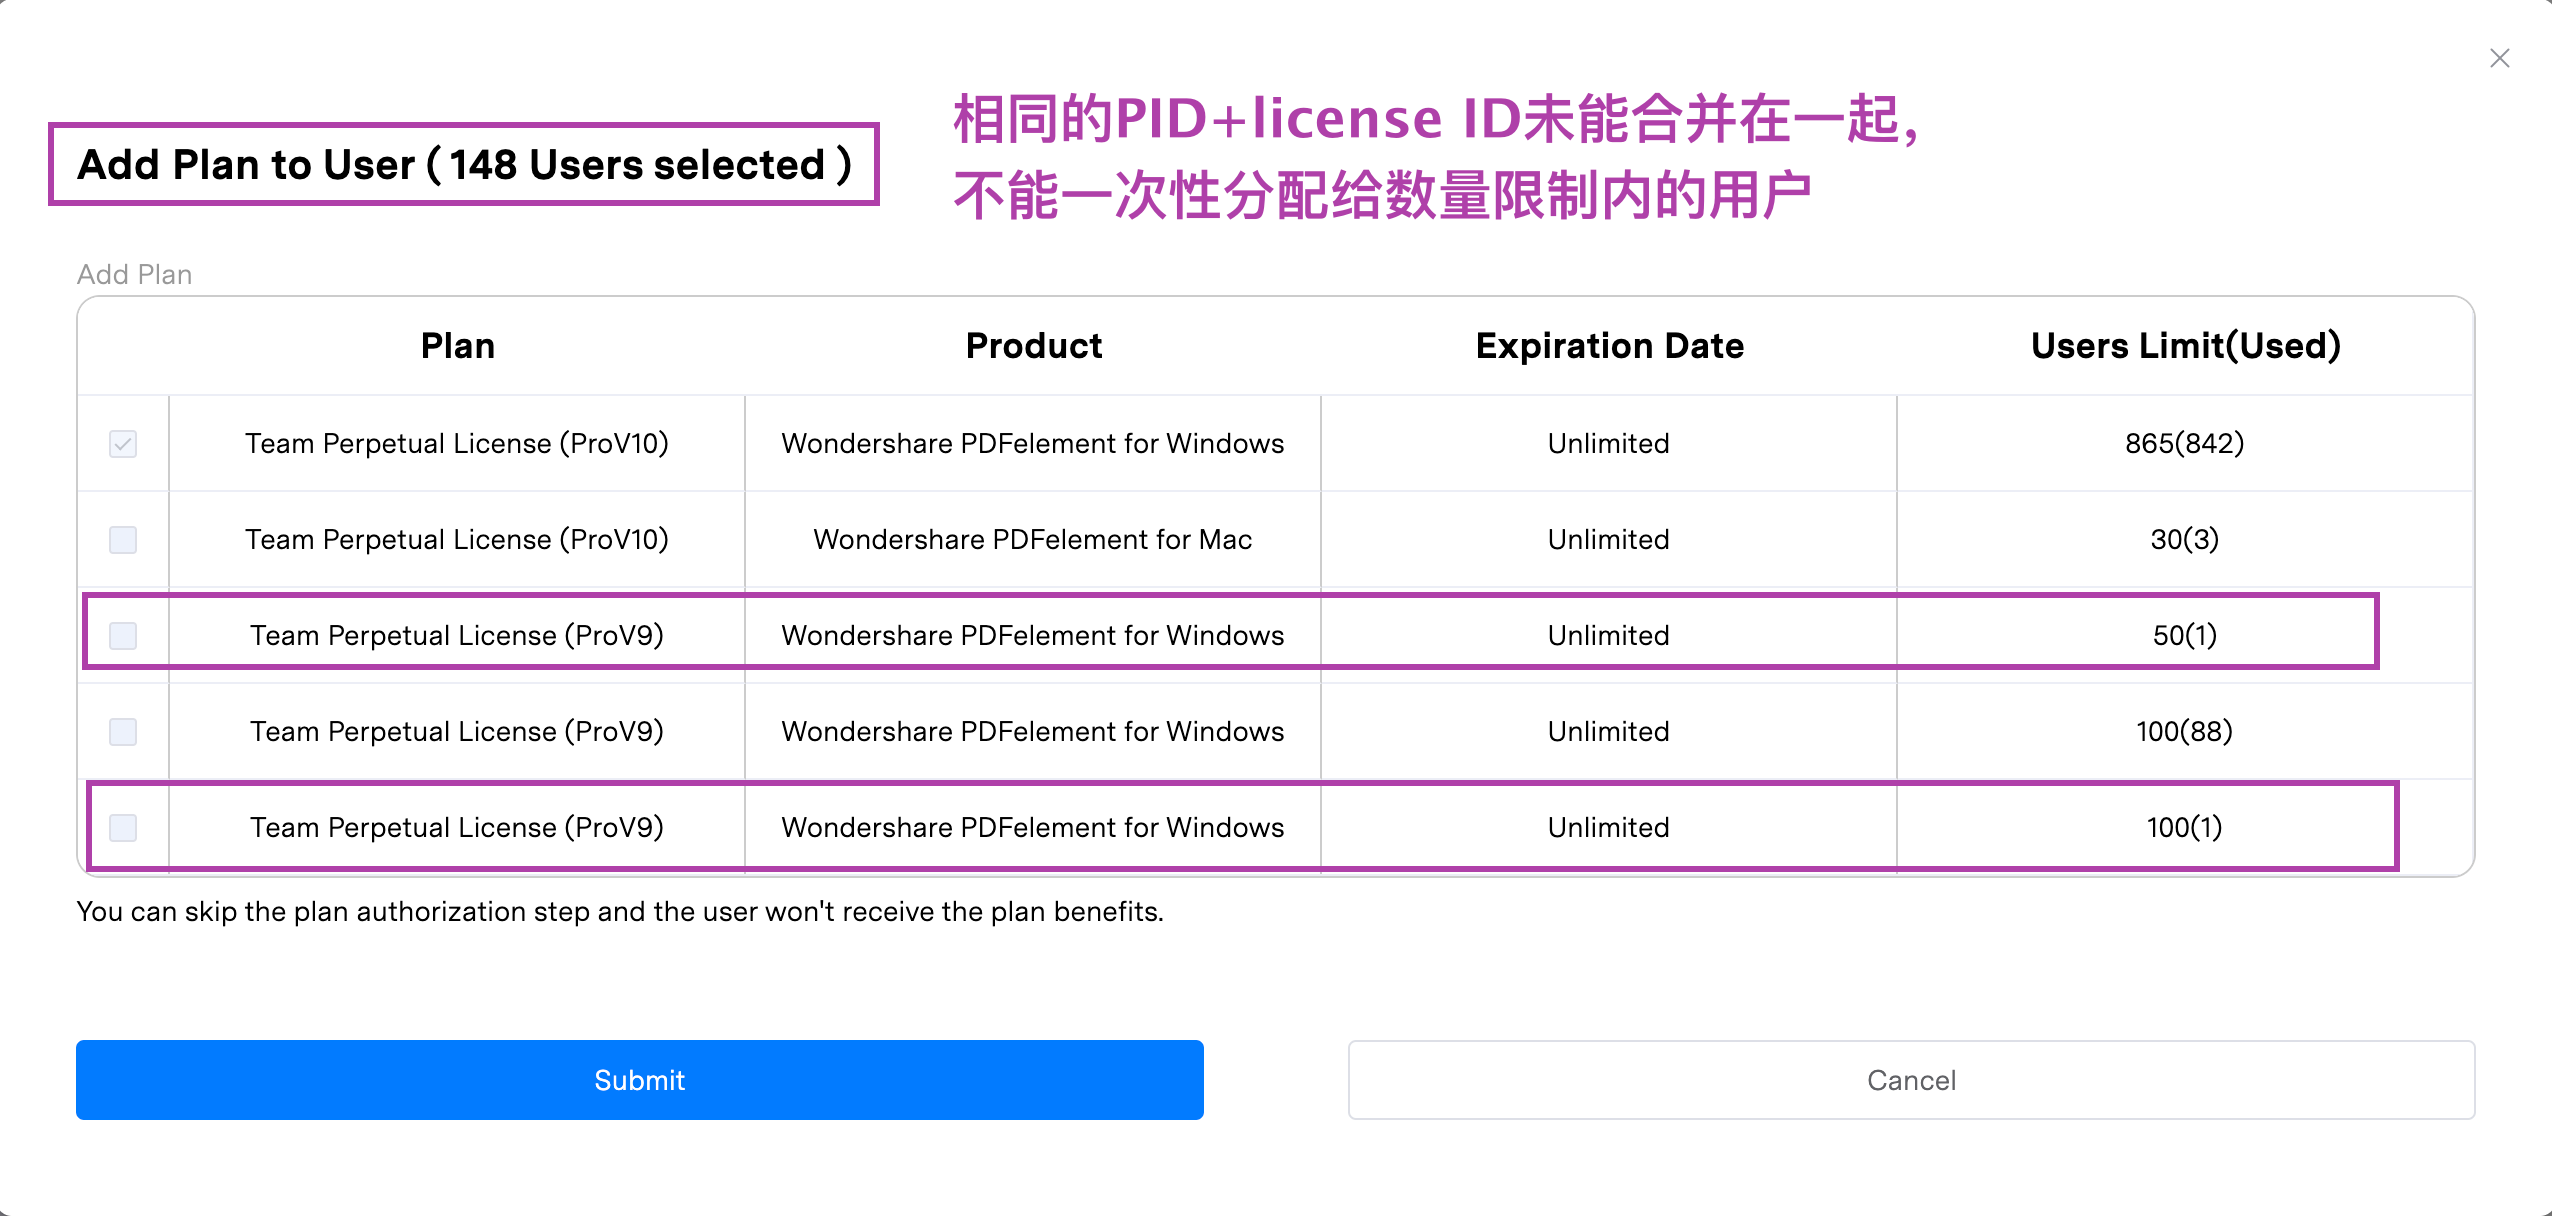 相同的PID+license ID未能合并在一起，
不能一次性分配给数量限制内的用户
Add Plan to User ( 148 Users selected )
Add Plan
Plan Product Expiration Date Users Limit(Used)
Team Perpetual License (ProV10) Wondershare PDFelement for Windows Unlimited 865(842)
Team Perpetual License (ProV10) Wondershare PDFelement for Mac Unlimited 30(3)
Team Perpetual License (ProV9) Wondershare PDFelement for Windows Unlimited 50(1)
Team Perpetual License (ProV9) Wondershare PDFelement for Windows Unlimited 100(88)
Team Perpetual License (ProV9) Wondershare PDFelement for Windows Unlimited 100(1)
You can skip the plan authorization step and the user won't receive the plan benefits.
Submit Cancel